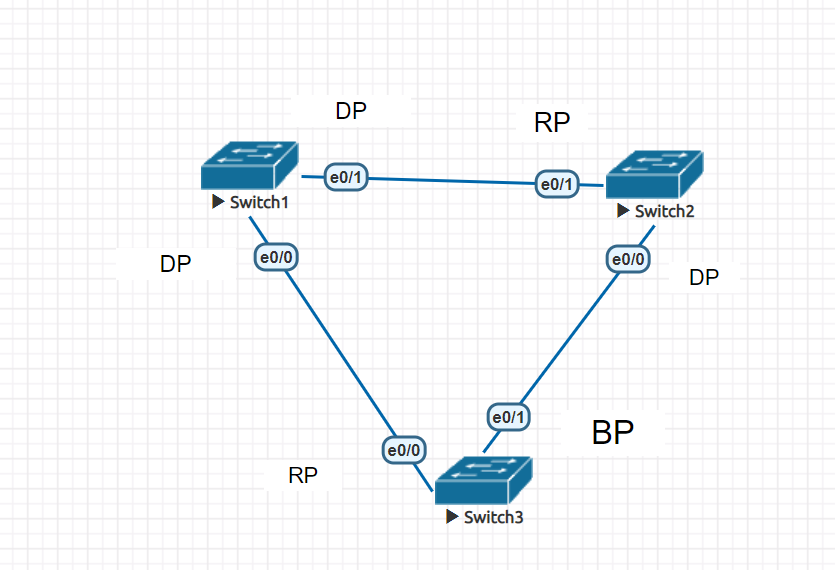 DP
RP
e0/1
e0/1
Switch1
Switch2
DP
e0/0
e0/0
DP
e0/1
BP
e0/0
RP
Switch3